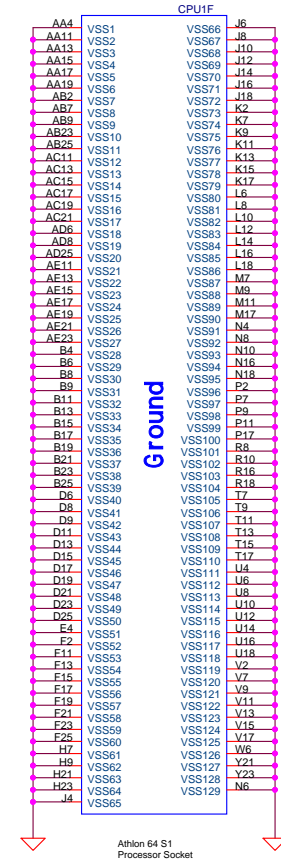 CPU1F
AA4 VSS1 VSS66 J6
AA11 VSS2 VSS67 J8
AA13 VSS3 VSS68 J10
AA15 VSS4 VSS69 J12
AA17 VSS5 VSS70 J14
AA19 VSS6 VSS71 J16
AB2 VSS7 VSS72 J18
AB7 VSS8 VSS73 K2
AB9 VSS9 VSS74 K7
AB23 VSS10 VSS75 K9
AB25 VSS11 VSS76 K11
AC11 VSS12 VSS77 K13
AC13 VSS13 VSS78 K15
AC15 VSS14 VSS79 K17
AC17 VSS15 VSS80 L6
AC19 VSS16 VSS81 L8
AC21 VSS17 VSS82 L10
AD6 VSS18 VSS83 L12
AD8 VSS19 VSS84 L14
AD25 VSS20 VSS85 L16
AE11 VSS21 VSS86 L18
AE13 VSS22 VSS87 M7
AE15 VSS23 VSS88 M9
AE17 VSS24 VSS89 M11
AE19 VSS25 VSS90 M17
AE21 VSS26 VSS91 N4
AE23 VSS27 VSS92 N8
B4 VSS28 VSS93 N10
B6 VSS29 VSS94 N16
B8 VSS30 VSS95 N18
B9 VSS31 VSS96 P2
B11 VSS32 VSS97 P7
B13 VSS33 VSS98 P9
B15 VSS34 VSS99 P11
B17 VSS35 VSS100 P17
B19 VSS36 VSS101 R8
B21 VSS37 VSS102 R10
B23 VSS38 VSS103 R16
B25 VSS39 VSS104 R18
D6 VSS40 VSS105 T7
D8 VSS41 VSS106 T9
D9 VSS42 VSS107 T11
D11 VSS43 VSS108 T13
D13 VSS44 VSS109 T15
D15 VSS45 VSS110 T17
D17 VSS46 VSS111 U4
D19 VSS47 VSS112 U6
D21 VSS48 VSS113 U8
D23 VSS49 VSS114 U10
D25 VSS50 VSS115 U12
E4 VSS51 VSS116 U14
F2 VSS52 VSS117 U16
F11 VSS53 VSS118 U18
F13 VSS54 VSS119 V2
F15 VSS55 VSS120 V7
F17 VSS56 VSS121 V9
F19 VSS57 VSS122 V11
F21 VSS58 VSS123 V13
F23 VSS59 VSS124 V15
F25 VSS60 VSS125 V17
H7 VSS61 VSS126 W6
H9 VSS62 VSS127 Y21
H21 VSS63 VSS128 Y23
H23 VSS64 VSS129 N6
J4 VSS65
Ground
Athlon 64 S1
Processor Socket